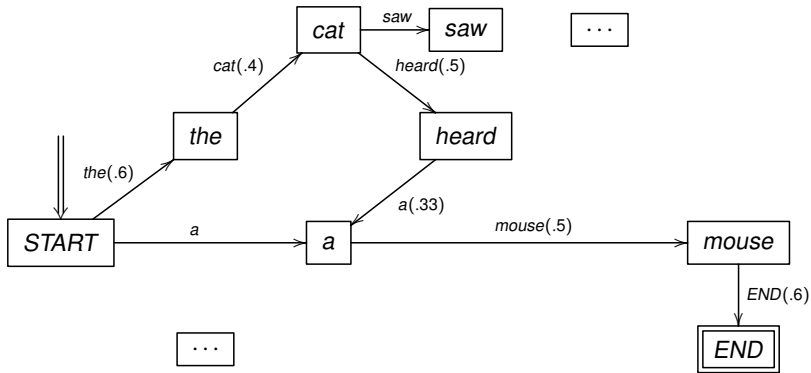 saw
cat
saw
...
cat(.4)
heard(.5)
the
heard
the(.6)
a(.33)
START
a
a
mouse(.5)
mouse
END(.6)
...
END